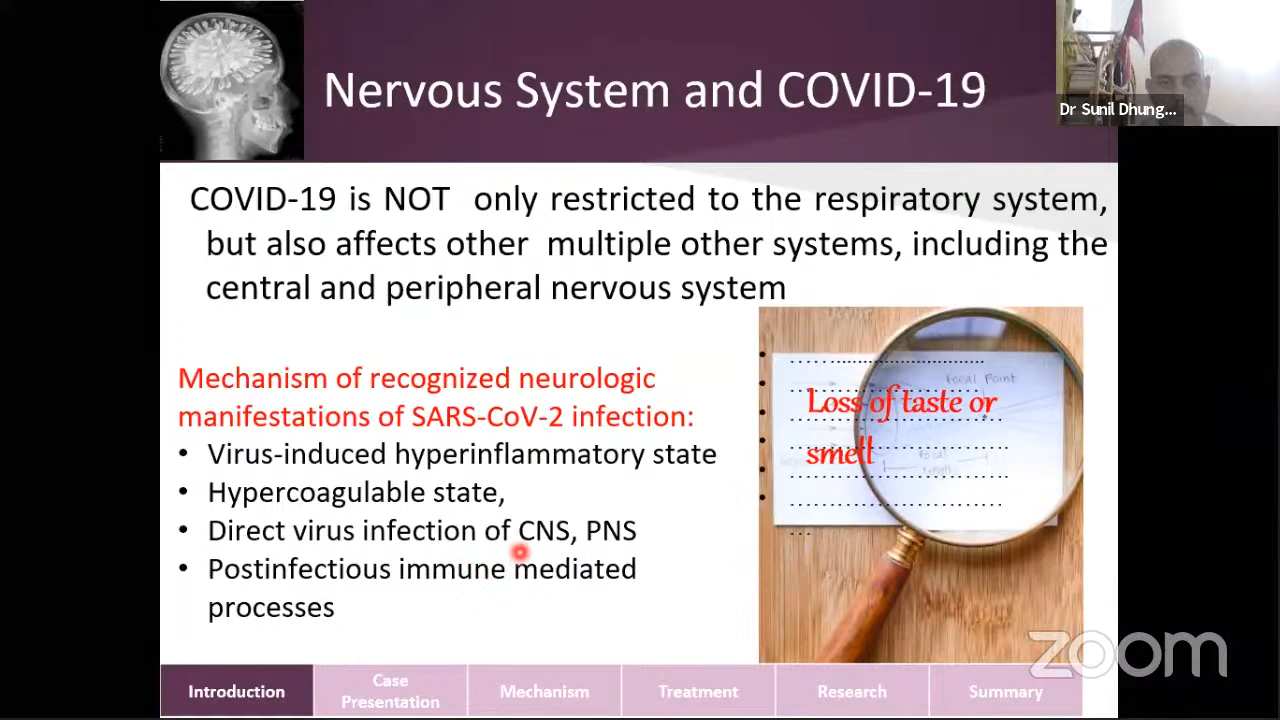 Nervous System and COVID-19
Dr Sunil Dhung...
COVID-19 is NOT only restricted to the respiratory system,
but also affects other multiple other systems, including the
central and peripheral nervous system
Mechanism of recognized neurologic
manifestations of SARS-CoV-2 infection:
• Virus-induced hyperinflammatory state
• Hypercoagulable state,
• Direct virus infection of CNS, PNS
• Postinfectious immune mediated
processes
Focal Point
Loss of taste or
smell
Focal
length
zoom
Introduction
Case
Presentation
Mechanism
Treatment
Research
Summary